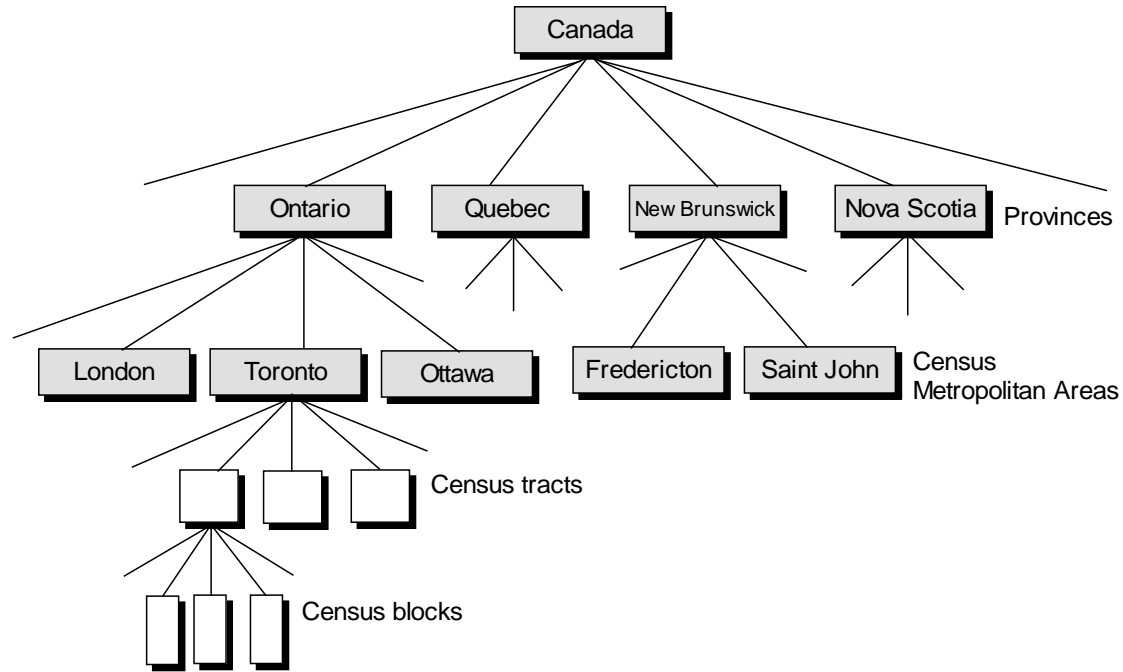 Canada
Ontario
Quebec
New Brunswick
Nova Scotia
Provinces
London
Toronto
Ottawa
Fredericton
Saint John
Census
Metropolitan Areas
Census tracts
Census blocks